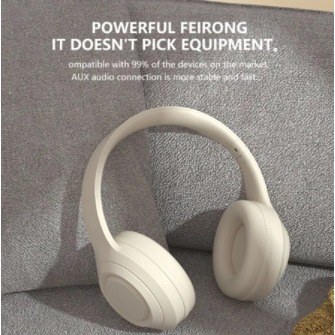 POWERFUL FEIRONG
IT DOESN'T PICK EQUIPMENT。
ompatible with 99% of the devices on the market.
AUX audio connection is more stable and fast...